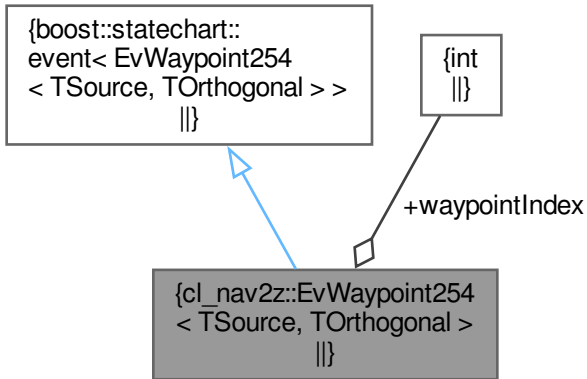 {boost::statechart::
event< EvWaypoint254
< TSource, TOrthogonal > >
||}
{int
||}
+waypointIndex
{cl_nav2z::EvWaypoint254
< TSource, TOrthogonal >
||}